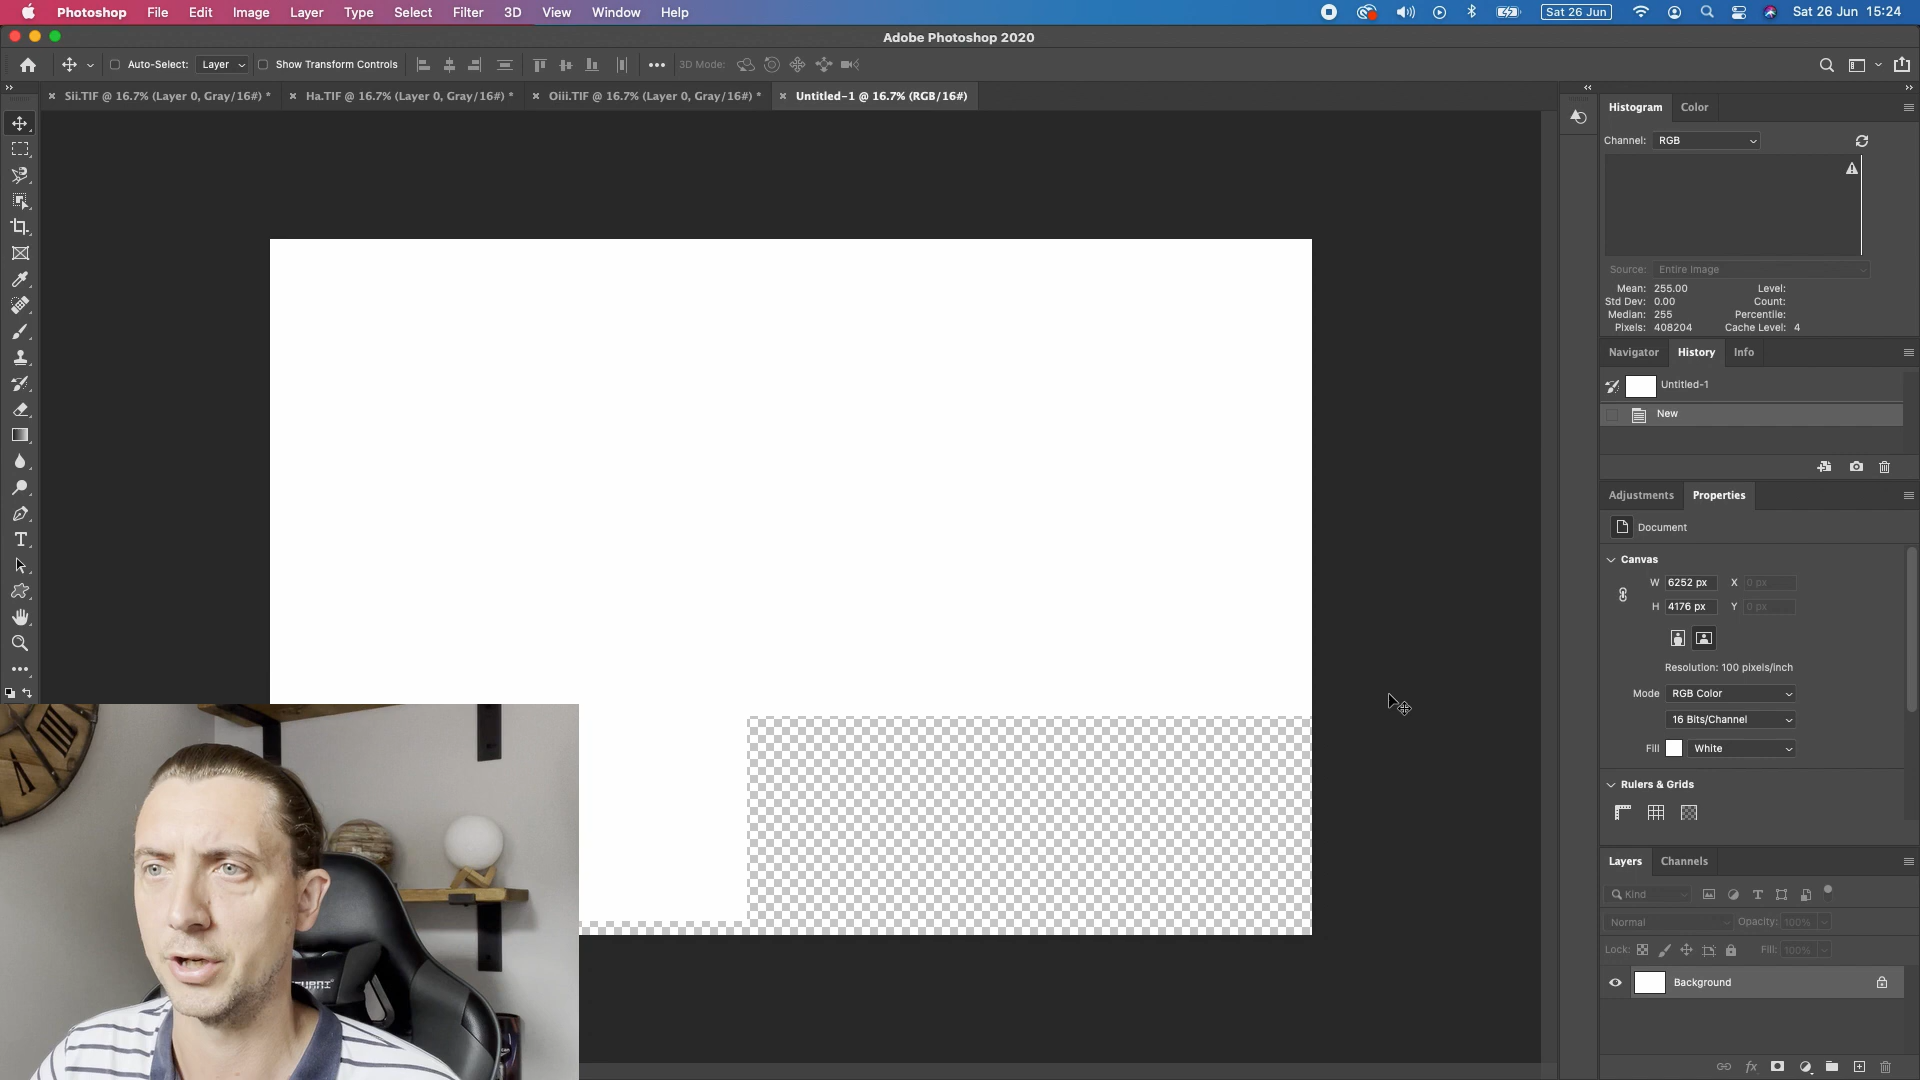 Photoshop File Edit Image Layer Type Select Filter 3D View Window Help Sat 26 Jun Sat 26 Jun 15:24
Adobe Photoshop 2020
Auto-Select: Layer Show Transform Controls 3D Mode:
Sii.TIF @ 16.7% (Layer 0, Gray/16#) * Ha.TIF @ 16.7% (Layer 0, Gray/16#) * Oiii.TIF @ 16.7% (Layer 0, Gray/16#) * Untitled-1 @ 16.7% (RGB/16#)
Histogram Color
Channel: RGB
Source: Entire Image
Mean: 255.00 Level:
Std Dev: 0.00 Count:
Median: 255 Percentile:
Pixels: 408204 Cache Level: 4
Navigator History Info
Untitled-1
New
Adjustments Properties
Document
Canvas
W 6252 px X 0 px
H 4176 px Y 0 px
Resolution: 100 pixels/inch
Mode RGB Color
16 Bits/Channel
Fill White
Rulers & Grids
Layers Channels
Kind
Normal Opacity: 100%
Lock: Fill: 100%
Background